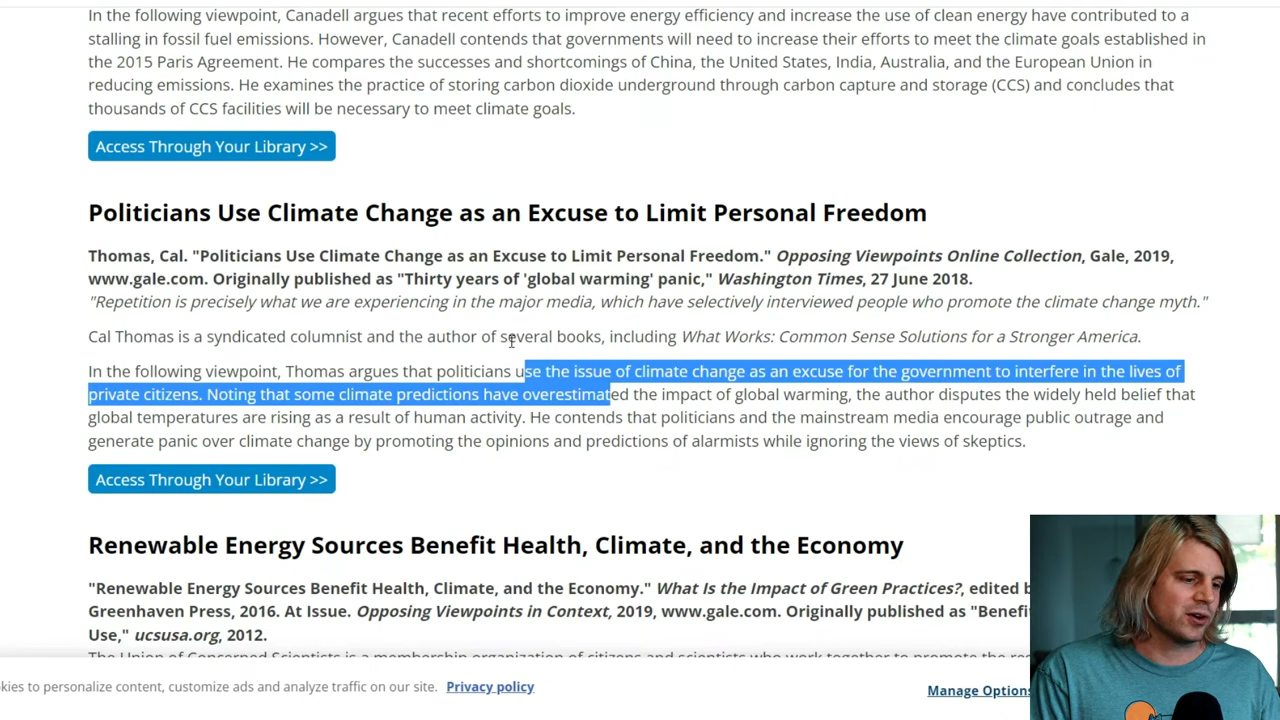 In the following viewpoint, Canadell argues that recent efforts to improve energy efficiency and increase the use of clean energy have contributed to a
stalling in fossil fuel emissions. However, Canadell contends that governments will need to increase their efforts to meet the climate goals established in
the 2015 Paris Agreement. He compares the successes and shortcomings of China, the United States, India, Australia, and the European Union in
reducing emissions. He examines the practice of storing carbon dioxide underground through carbon capture and storage (CCS) and concludes that
thousands of CCS facilities will be necessary to meet climate goals.
Access Through Your Library >>
Politicians Use Climate Change as an Excuse to Limit Personal Freedom
Thomas, Cal. "Politicians Use Climate Change as an Excuse to Limit Personal Freedom." Opposing Viewpoints Online Collection, Gale, 2019,
www.gale.com. Originally published as "Thirty years of 'global warming' panic," Washington Times, 27 June 2018.
"Repetition is precisely what we are experiencing in the major media, which have selectively interviewed people who promote the climate change myth."
Cal Thomas is a syndicated columnist and the author of several books, including What Works: Common Sense Solutions for a Stronger America.
In the following viewpoint, Thomas argues that politicians use the issue of climate change as an excuse for the government to interfere in the lives of
private citizens. Noting that some climate predictions have overestimated the impact of global warming, the author disputes the widely held belief that
global temperatures are rising as a result of human activity. He contends that politicians and the mainstream media encourage public outrage and
generate panic over climate change by promoting the opinions and predictions of alarmists while ignoring the views of skeptics.
Access Through Your Library >>
Renewable Energy Sources Benefit Health, Climate, and the Economy
"Renewable Energy Sources Benefit Health, Climate, and the Economy." What Is the Impact of Green Practices?, edited b
Greenhaven Press, 2016. At Issue. Opposing Viewpoints in Context, 2019, www.gale.com. Originally published as "Benefi
Use," ucsusa.org, 2012.
The Union of Concerned Scientists is a membership organization of citizens and scientists who work together to promote the
kies to personalize content, customize ads and analyze traffic on our site. Privacy policy
Manage Options